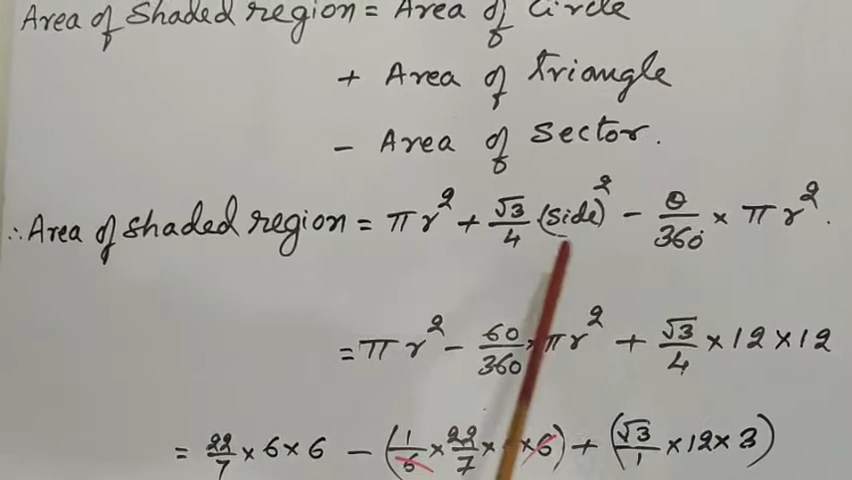 Area of Shaded region = Area of Circle
+ Area of Triangle
- Area of Sector.
∴ Area of shaded region = πr² + √3/4 (side)² - θ/360 × πr².
= πr² - 60/360 × πr² + √3/4 × 12 × 12
= 22/7 × 6 × 6 - (1/6 × 22/7 × × 6) + (√3/1 × 12 × 3)